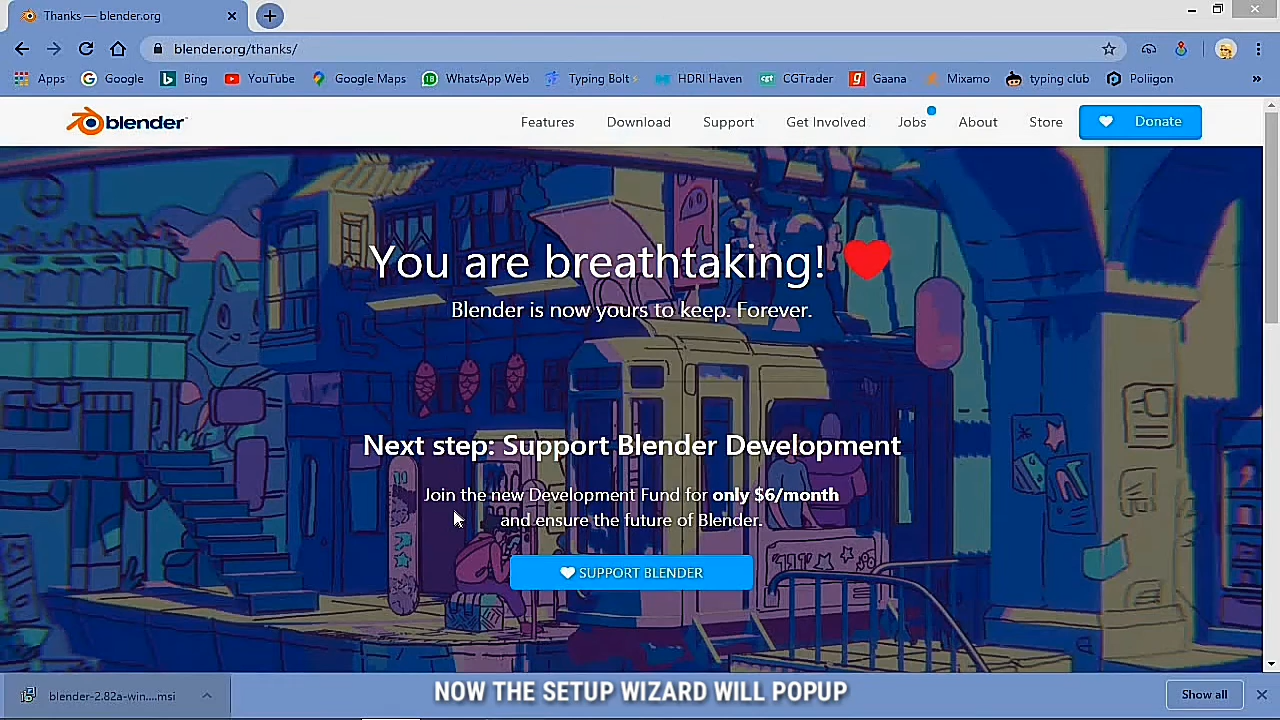 Thanks — blender.org
blender.org/thanks/
Apps Google Bing YouTube Google Maps WhatsApp Web Typing Bolt⚡ HDRI Haven CGTrader Gaana Mixamo typing club Poliigon »
blender Features Download Support Get Involved Jobs About Store Donate
You are breathtaking!
Blender is now yours to keep. Forever.
Next step: Support Blender Development
Join the new Development Fund for only $6/month
and ensure the future of Blender.
SUPPORT BLENDER
blender-2.82a-win....msi
NOW THE SETUP WIZARD WILL POPUP
Show all